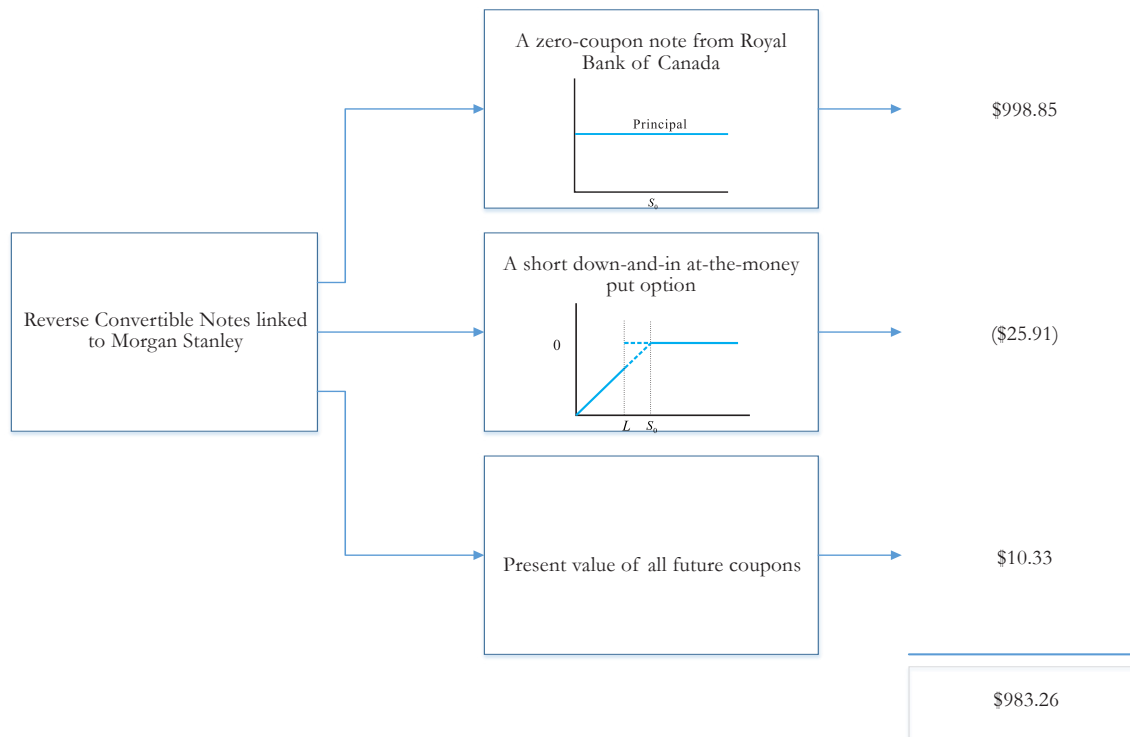 A zero-coupon note from Royal
Bank of Canada
Principal
S₀
$998.85
Reverse Convertible Notes linked
to Morgan Stanley
A short down-and-in at-the-money
put option
0
L S₀
($25.91)
Present value of all future coupons
$10.33
$983.26